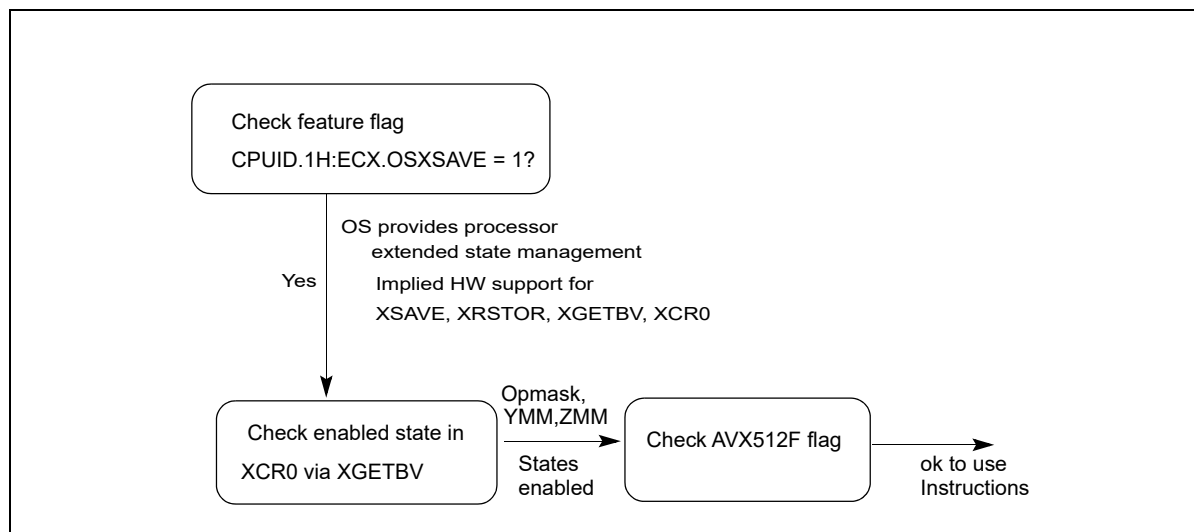 Check feature flag
CPUID.1H:ECX.OSXSAVE = 1?
OS provides processor
extended state management
Yes
Implied HW support for
XSAVE, XRSTOR, XGETBV, XCR0
Check enabled state in
XCR0 via XGETBV
Opmask,
YMM,ZMM
States
enabled
Check AVX512F flag
ok to use
Instructions